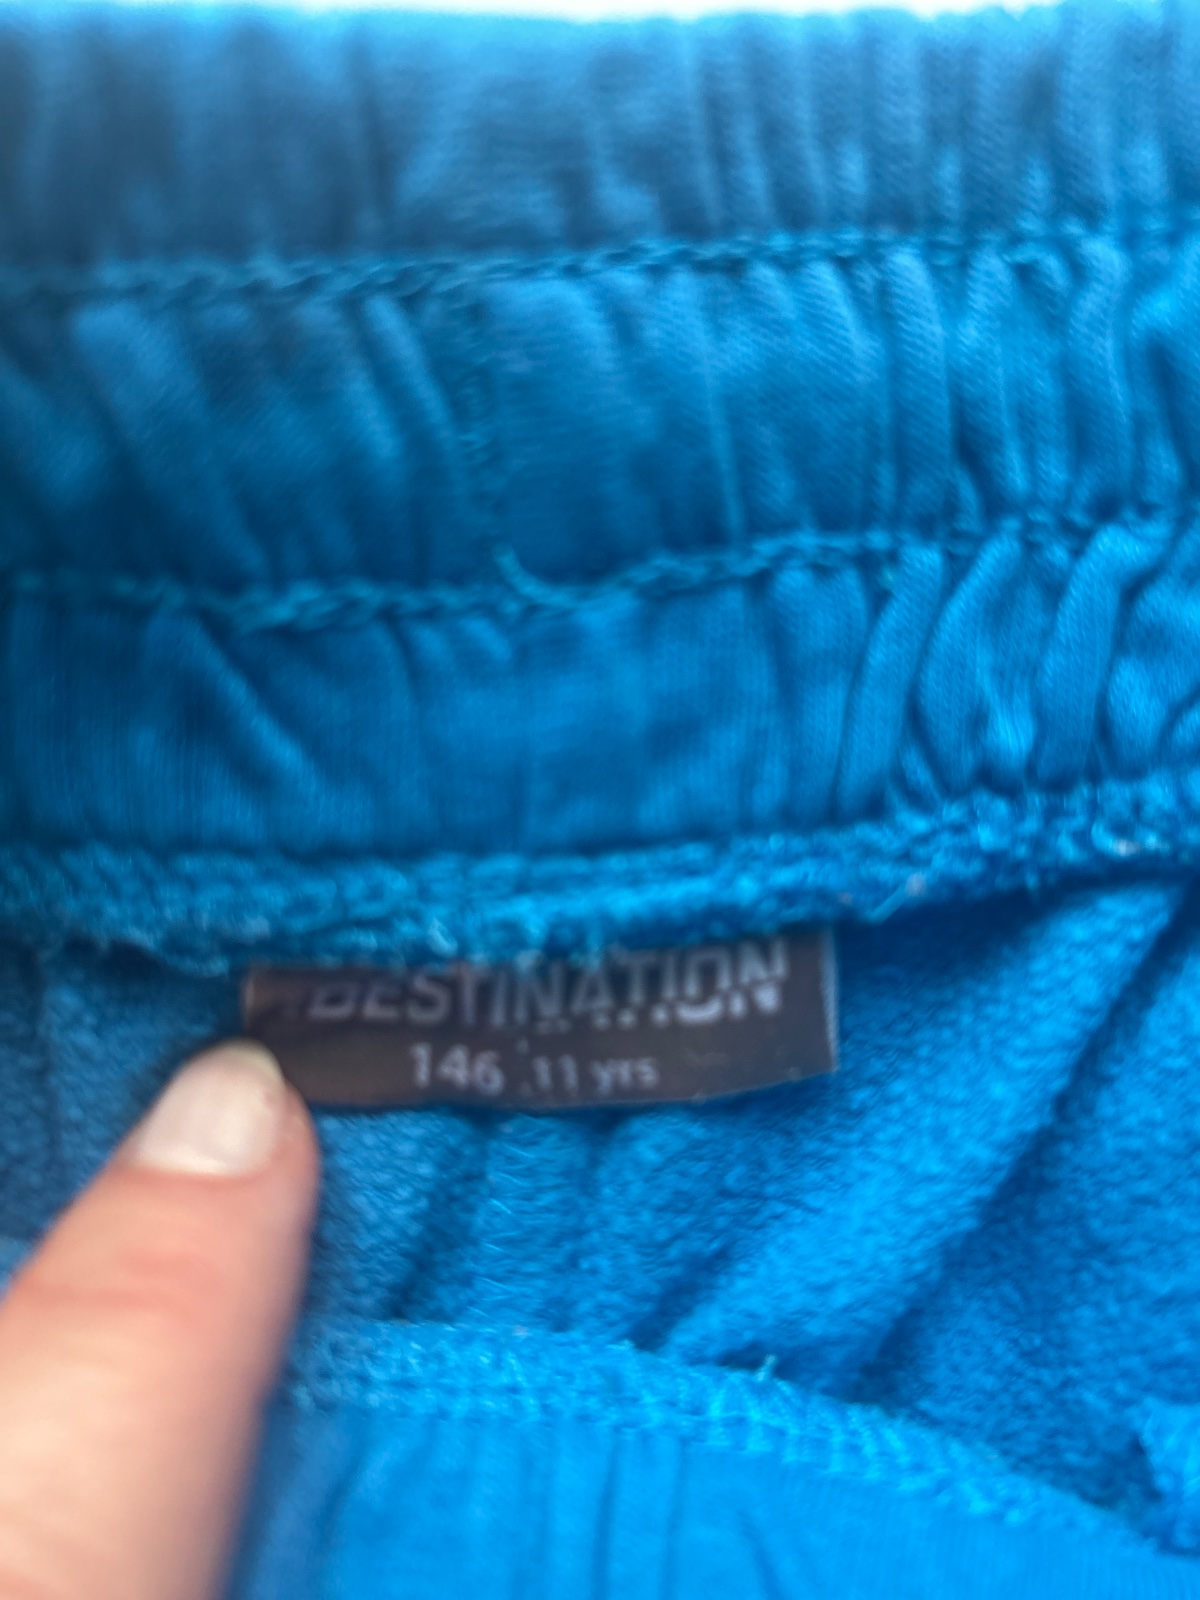 DESTINATION
146 11 yrs